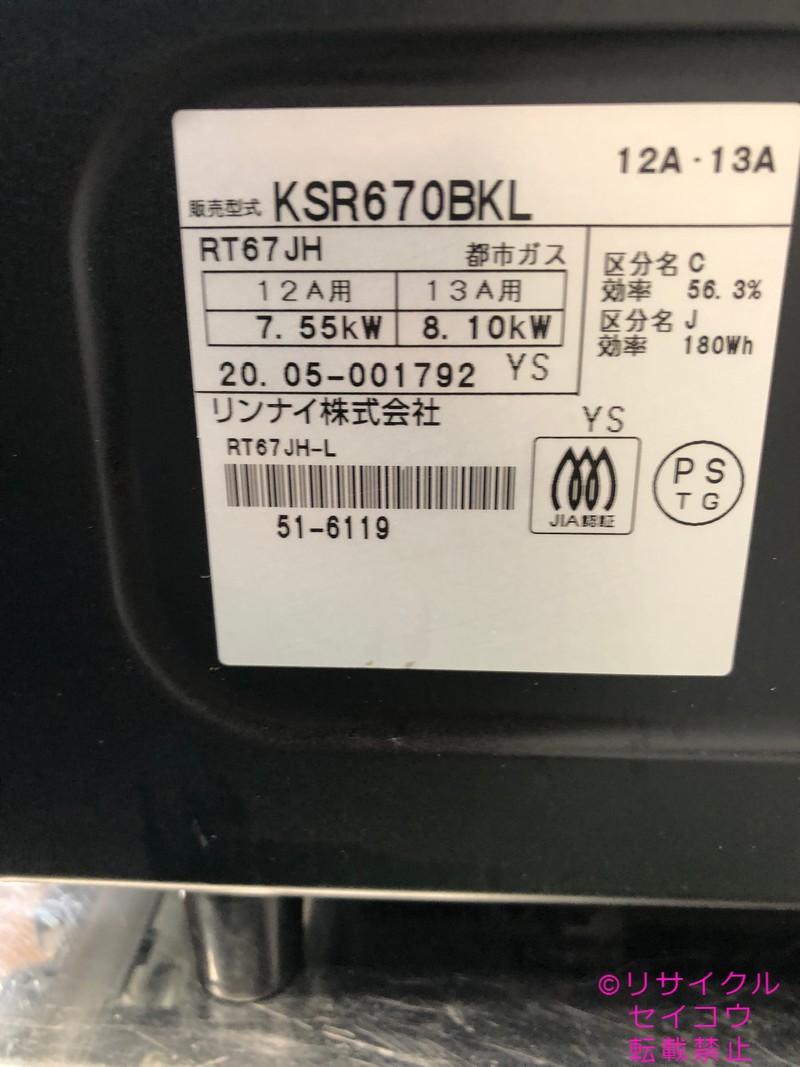 12A・13A
販売型式 KSR670BKL
RT67JH 都市ガス
12A用 13A用
7.55kW 8.10kW
20.05-001792 YS
区分名 C
効率 56.3%
区分名 J
効率 180Wh
リンナイ株式会社
YS
RT67JH-L
51-6119
JIA認証
PS
TG
©リサイクル
セイコウ
転載禁止